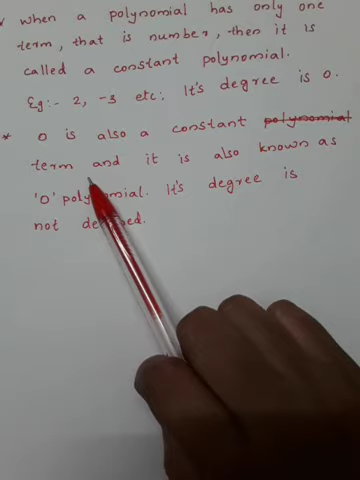 * when a polynomial has only one
term, that is number, then it is
called a constant polynomial.
Eg:- 2, -3 etc; It's degree is 0.
* 0 is also a constant polynomial
term and it is also known as
'0' polynomial. It's degree is
not defined.